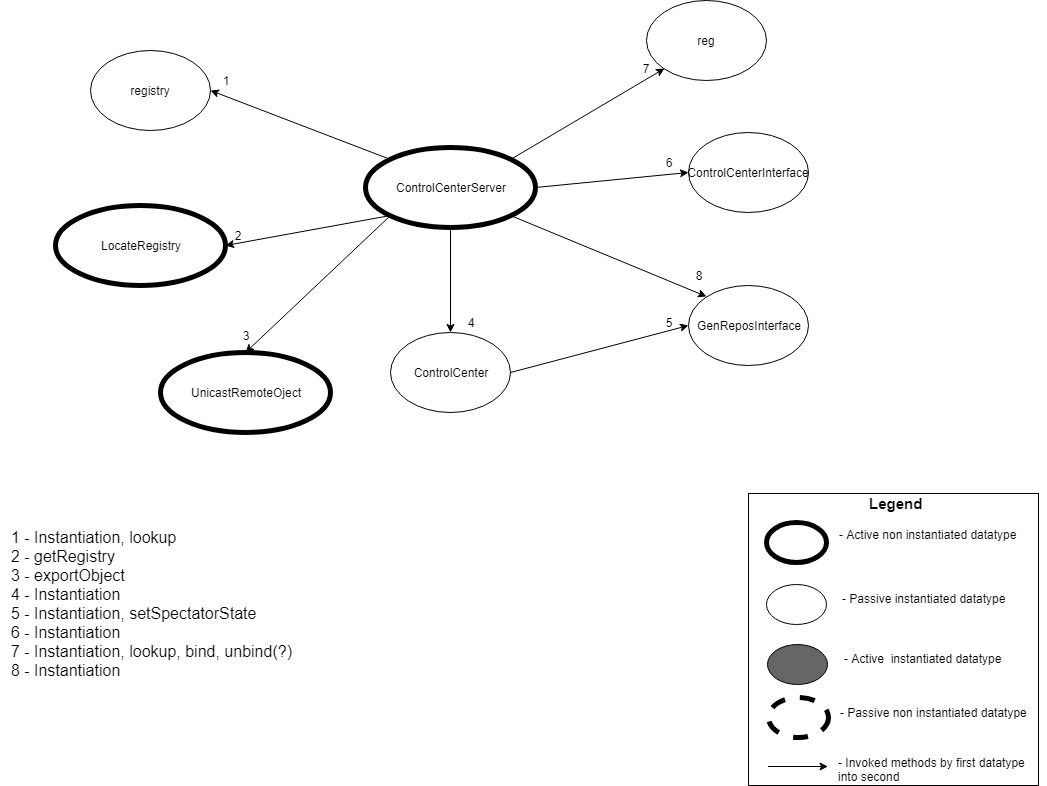 reg
7
1
registry
6
ControlCenterInterface
ControlCenterServer
2
LocateRegistry
8
3
4
5
GenReposInterface
ControlCenter
UnicastRemoteOject
1 - Instantiation, lookup
2 - getRegistry
3 - exportObject
4 - Instantiation
5 - Instantiation, setSpectatorState
6 - Instantiation
7 - Instantiation, lookup, bind, unbind(?)
8 - Instantiation
Legend
- Active non instantiated datatype
- Passive instantiated datatype
- Active instantiated datatype
- Passive non instantiated datatype
- Invoked methods by first datatype
into second